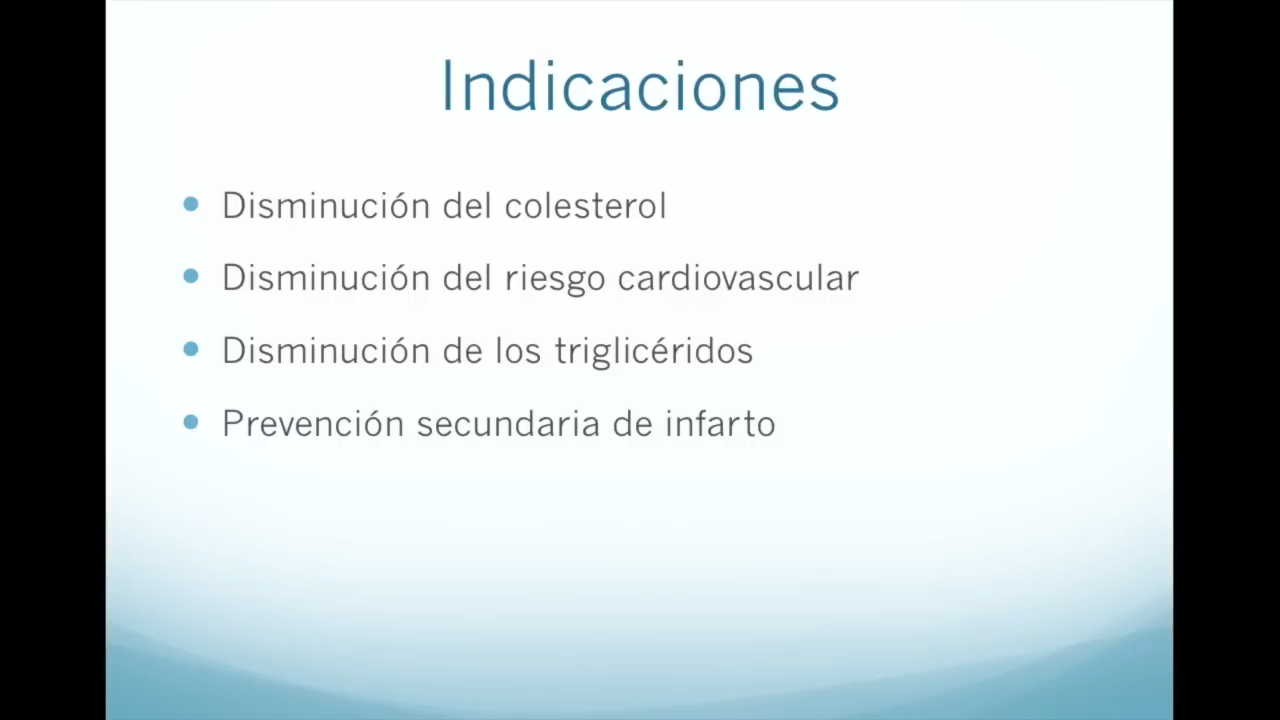 Indicaciones
• Disminución del colesterol
• Disminución del riesgo cardiovascular
• Disminución de los triglicéridos
• Prevención secundaria de infarto